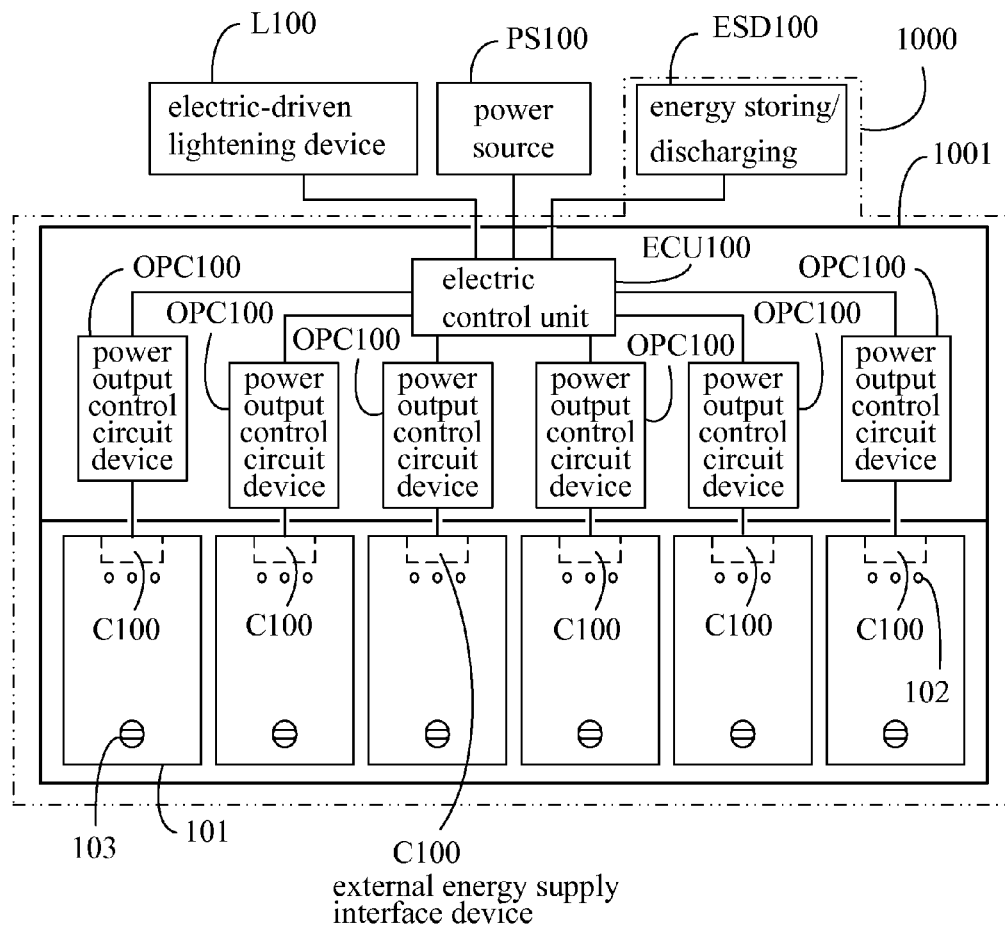 L100
PS100
ESD100
1000
electric-driven
lightening device
power
source
energy storing/
discharging
1001
ECU100
OPC100
OPC100
electric
control unit
OPC100
OPC100
OPC100
OPC100
power
output
control
circuit
device
power
output
control
circuit
device
power
output
control
circuit
device
power
output
control
circuit
device
power
output
control
circuit
device
power
output
control
circuit
device
C100
C100
C100
C100
C100
102
103
101
C100
external energy supply
interface device